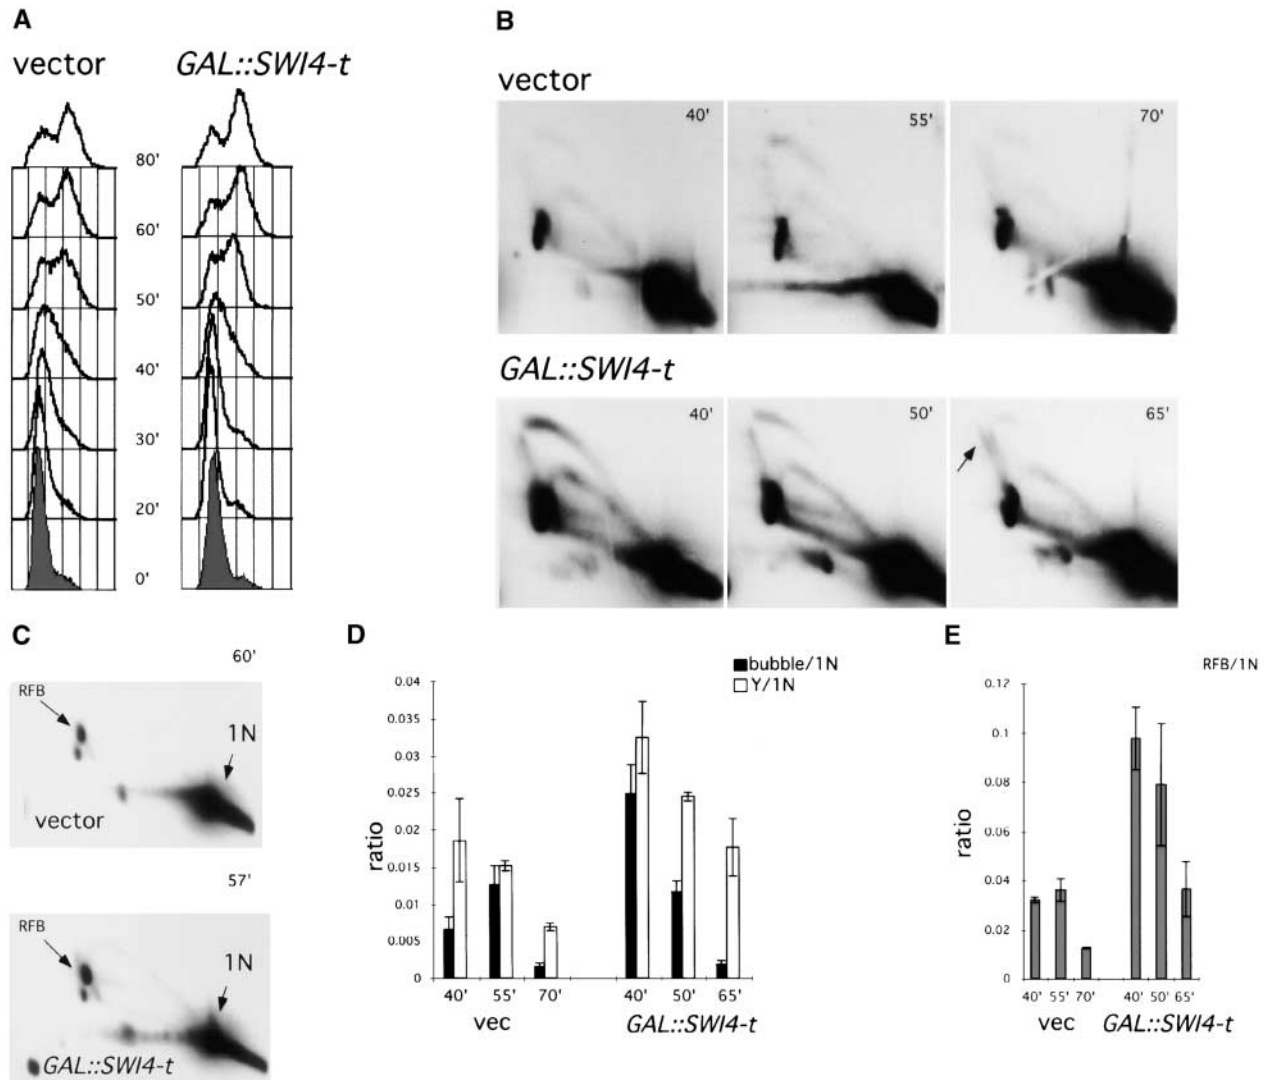 A
vector
GAL::SWI4-t
80'
60'
50'
40'
30'
20'
0'
B
vector
40'
55'
70'
GAL::SWI4-t
40'
50'
65'
C
60'
RFB
1N
vector
57'
RFB
1N
GAL::SWI4-t
D
bubble/1N
Y/1N
0.04
0.035
0.03
0.025
0.02
0.015
0.01
0.005
0
ratio
40' 55' 70' 40' 50' 65'
vec GAL::SWI4-t
E
RFB/1N
0.12
0.1
0.08
0.06
0.04
0.02
0
ratio
40' 55' 70' 40' 50' 65'
vec GAL::SWI4-t